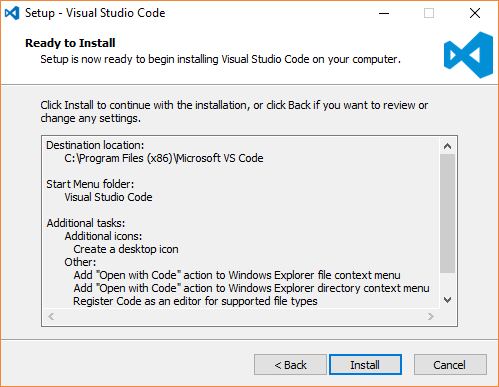 Setup - Visual Studio Code
Ready to Install
Setup is now ready to begin installing Visual Studio Code on your computer.
Click Install to continue with the installation, or click Back if you want to review or
change any settings.
Destination location:
C:\Program Files (x86)\Microsoft VS Code
Start Menu folder:
Visual Studio Code
Additional tasks:
Additional icons:
Create a desktop icon
Other:
Add "Open with Code" action to Windows Explorer file context menu
Add "Open with Code" action to Windows Explorer directory context menu
Register Code as an editor for supported file types
< Back
Install
Cancel